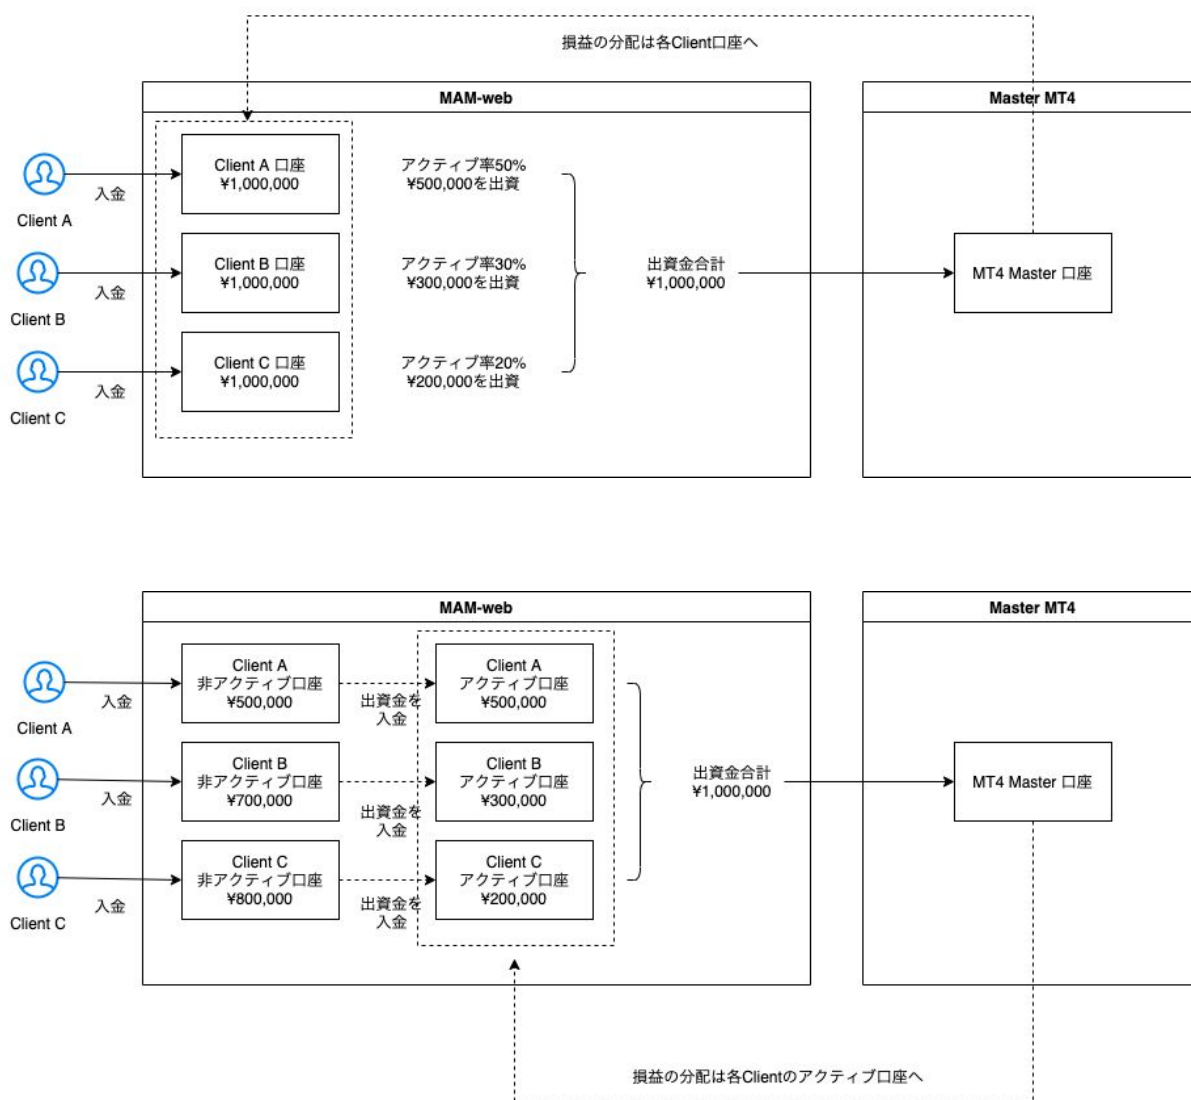 損益の分配は各Client口座へ
MAM-web
Master MT4
Client A 口座
¥1,000,000
アクティブ率50%
¥500,000を出資
入金
Client A
Client B 口座
¥1,000,000
アクティブ率30%
¥300,000を出資
出資金合計
¥1,000,000
MT4 Master 口座
入金
Client B
Client C 口座
¥1,000,000
アクティブ率20%
¥200,000を出資
入金
Client C
MAM-web
Master MT4
Client A
非アクティブ口座
¥500,000
出資金を
入金
Client A
アクティブ口座
¥500,000
入金
Client A
Client B
非アクティブ口座
¥700,000
出資金を
入金
Client B
アクティブ口座
¥300,000
出資金合計
¥1,000,000
MT4 Master 口座
入金
Client B
Client C
非アクティブ口座
¥800,000
出資金を
入金
Client C
アクティブ口座
¥200,000
入金
Client C
損益の分配は各Clientのアクティブ口座へ